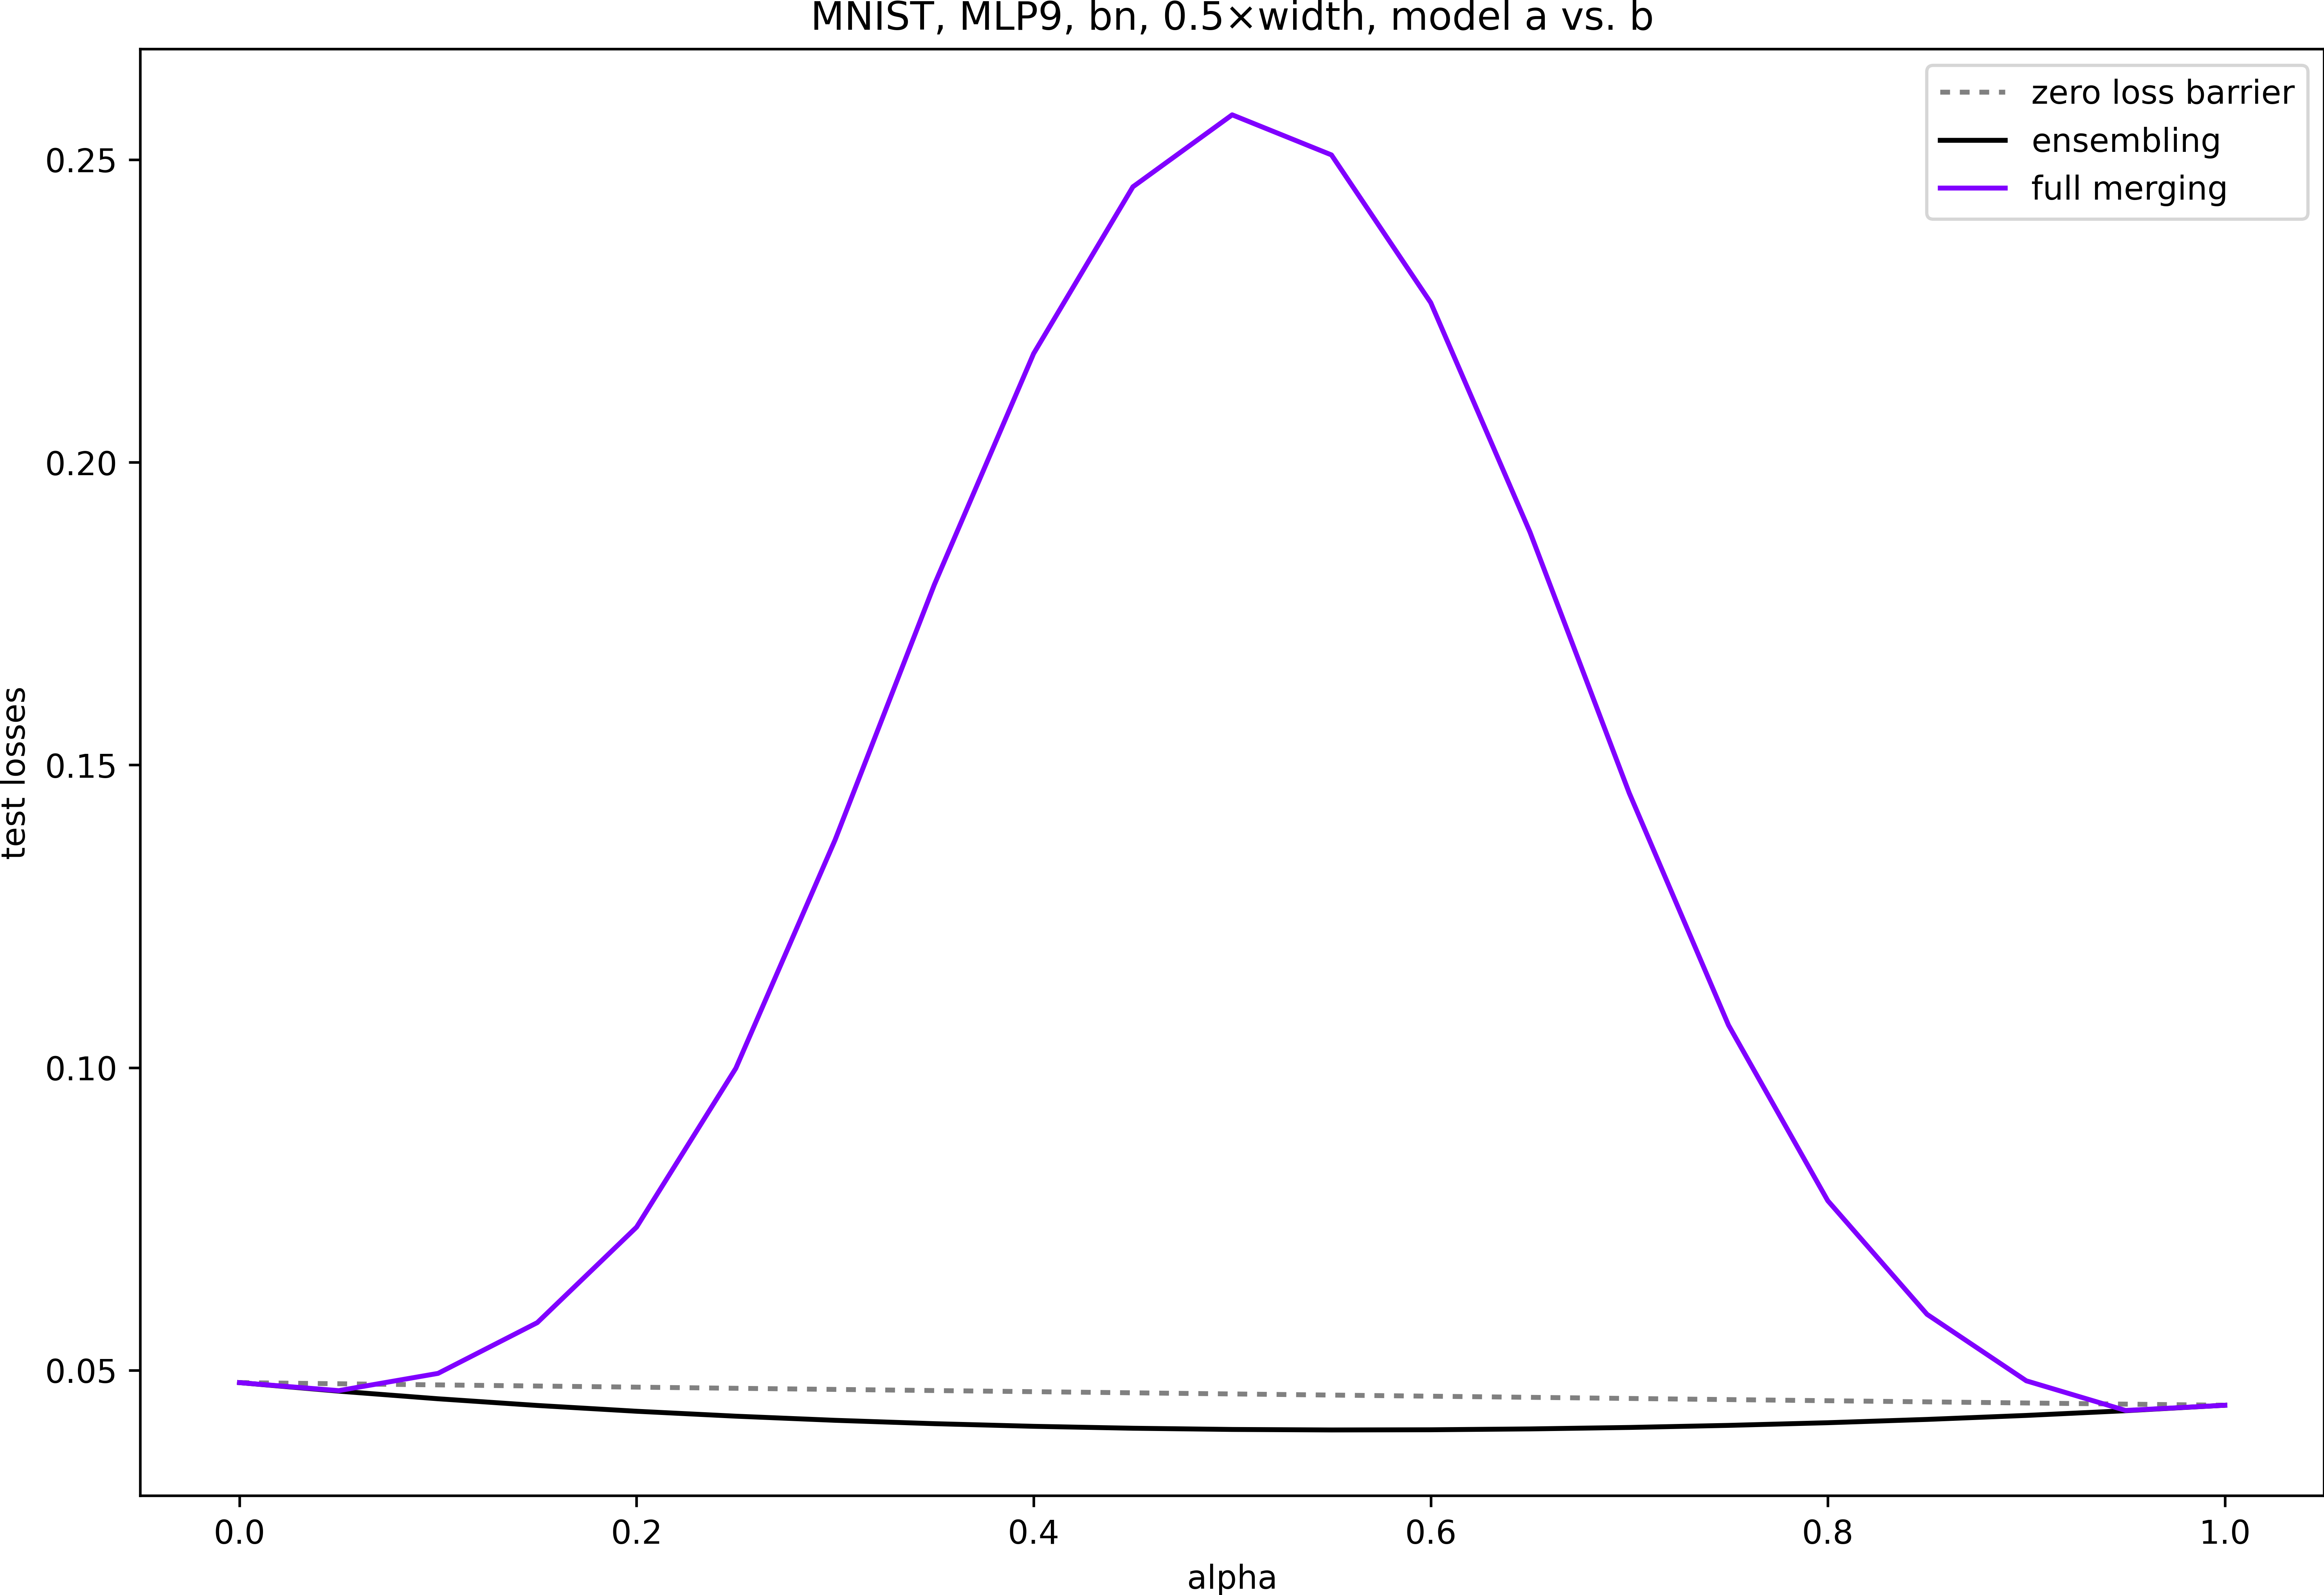 MNIST, MLP9, bn, 0.5×width, model a vs. b
zero loss barrier
ensembling
full merging
test losses
0.25
0.20
0.15
0.10
0.05
0.0 0.2 0.4 0.6 0.8 1.0
alpha